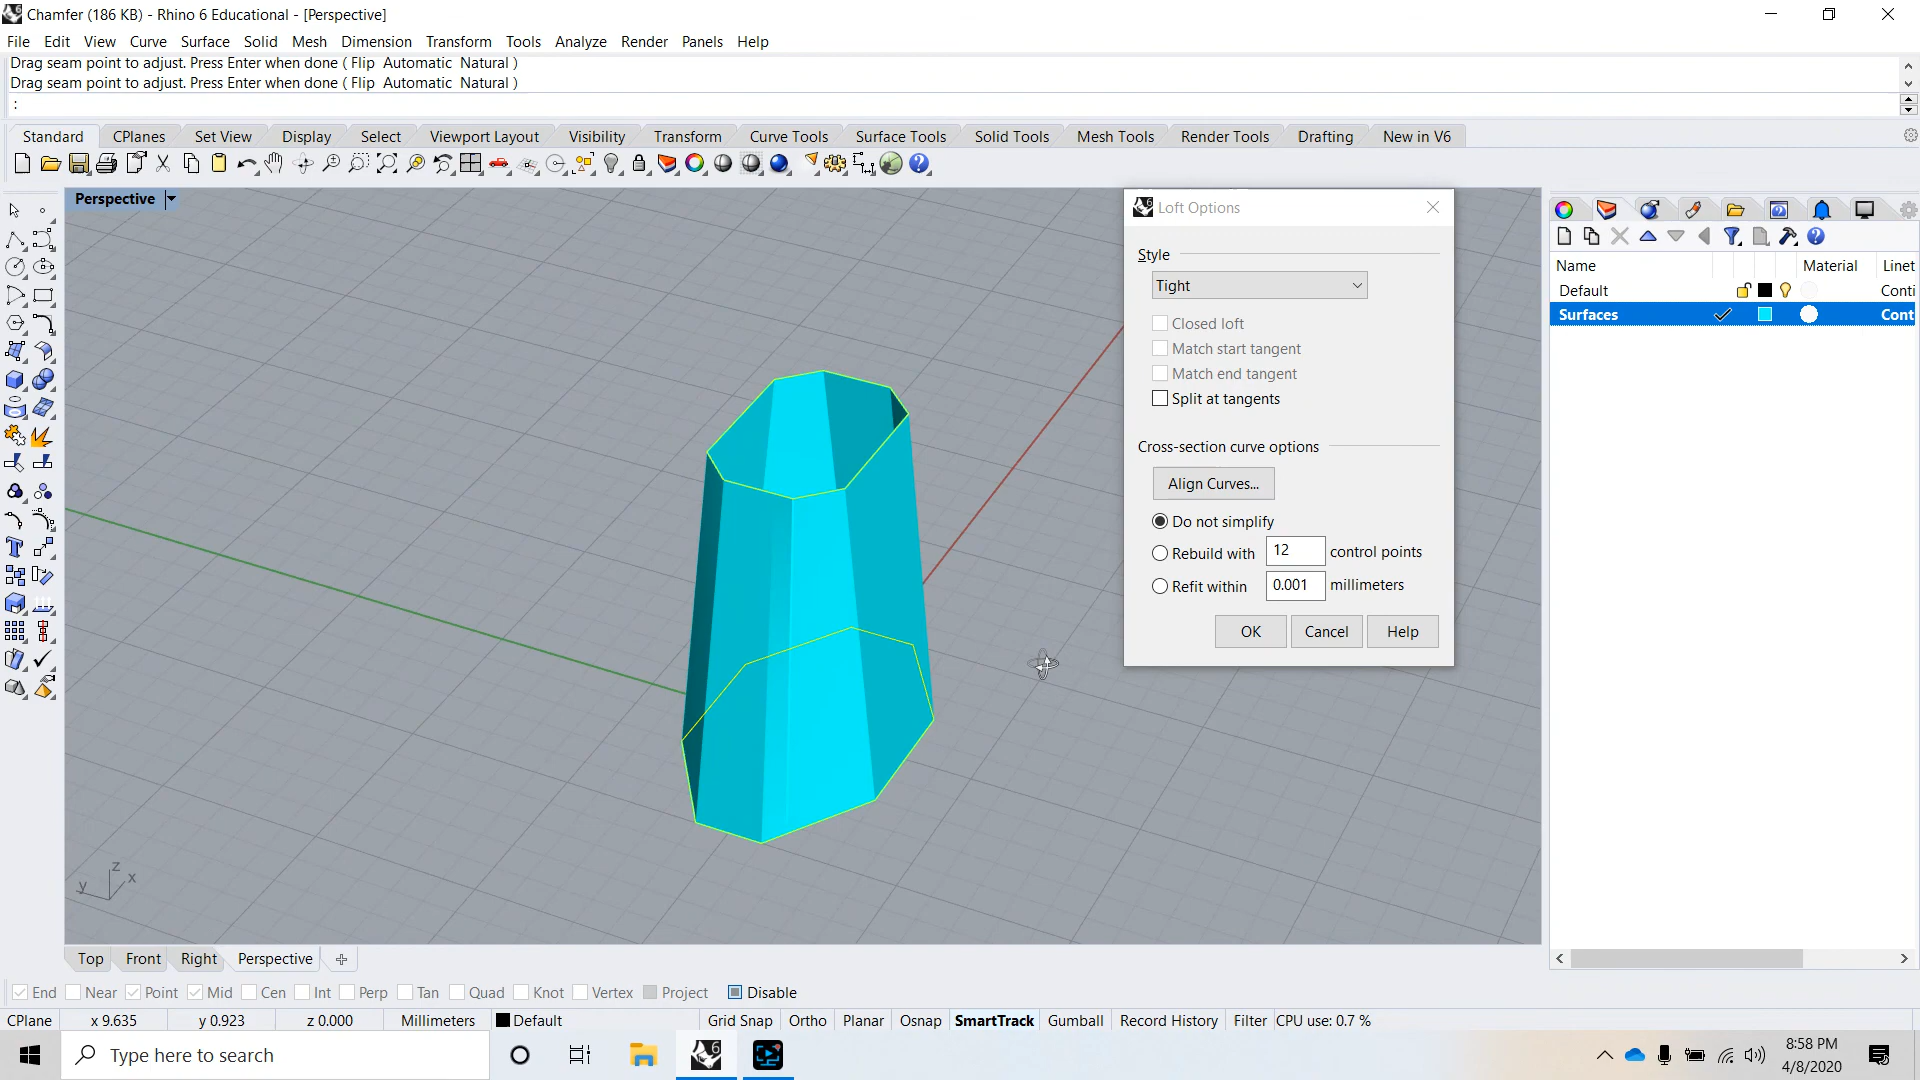 Chamfer (186 KB) - Rhino 6 Educational - [Perspective]
File Edit View Curve Surface Solid Mesh Dimension Transform Tools Analyze Render Panels Help
Drag seam point to adjust. Press Enter when done ( Flip Automatic Natural )
Drag seam point to adjust. Press Enter when done ( Flip Automatic Natural )
:
Standard CPlanes Set View Display Select Viewport Layout Visibility Transform Curve Tools Surface Tools Solid Tools Mesh Tools Render Tools Drafting New in V6
Perspective
Loft Options
Style
Tight
Closed loft
Match start tangent
Match end tangent
Split at tangents
Cross-section curve options
Align Curves...
Do not simplify
Rebuild with 12 control points
Refit within 0.001 millimeters
OK Cancel Help
Name Material Linet
Default Conti
Surfaces Cont
z
y x
Top Front Right Perspective
End Near Point Mid Cen Int Perp Tan Quad Knot Vertex Project Disable
CPlane x 9.635 y 0.923 z 0.000 Millimeters Default Grid Snap Ortho Planar Osnap SmartTrack Gumball Record History Filter CPU use: 0.7 %
Type here to search
8:58 PM
4/8/2020